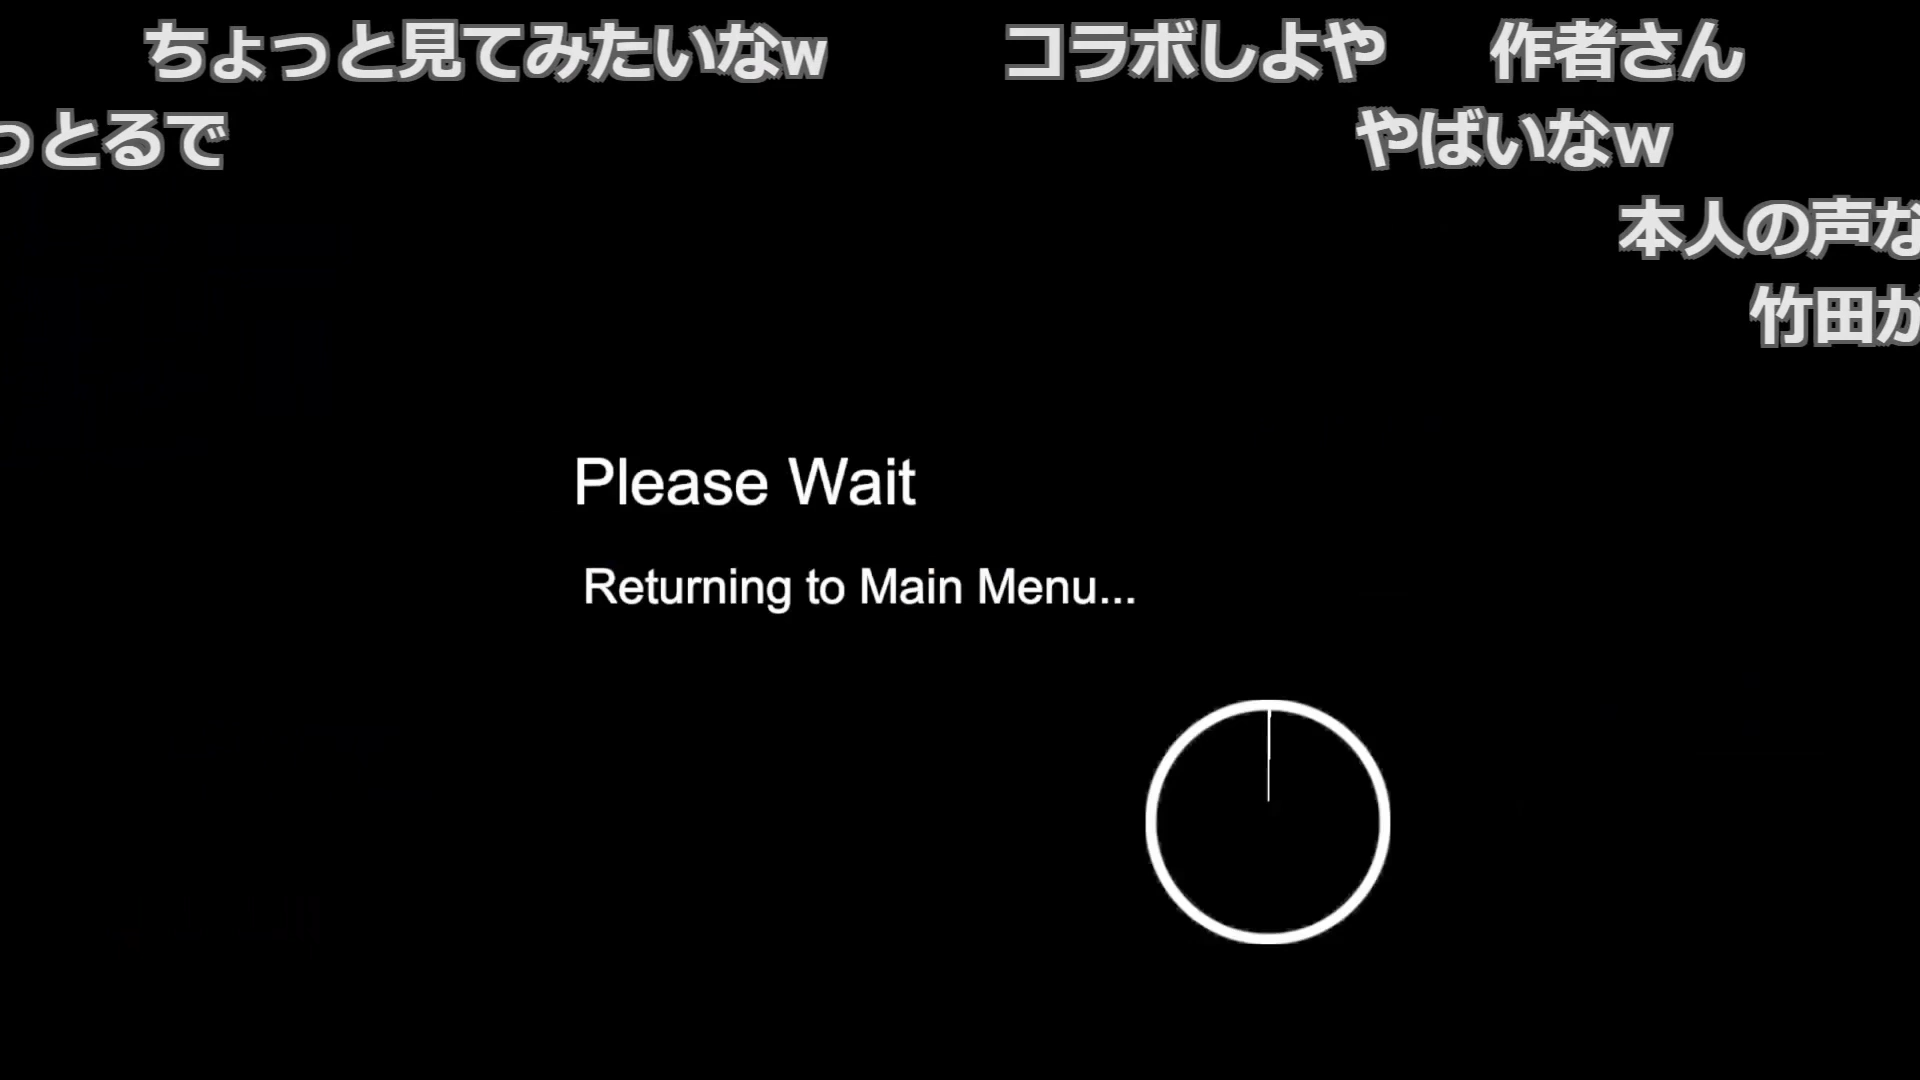 ちょっと見てみたいなw
コラボしよや
作者さん
っとるで
やばいなw
本人の声な
竹田が
Please Wait
Returning to Main Menu...